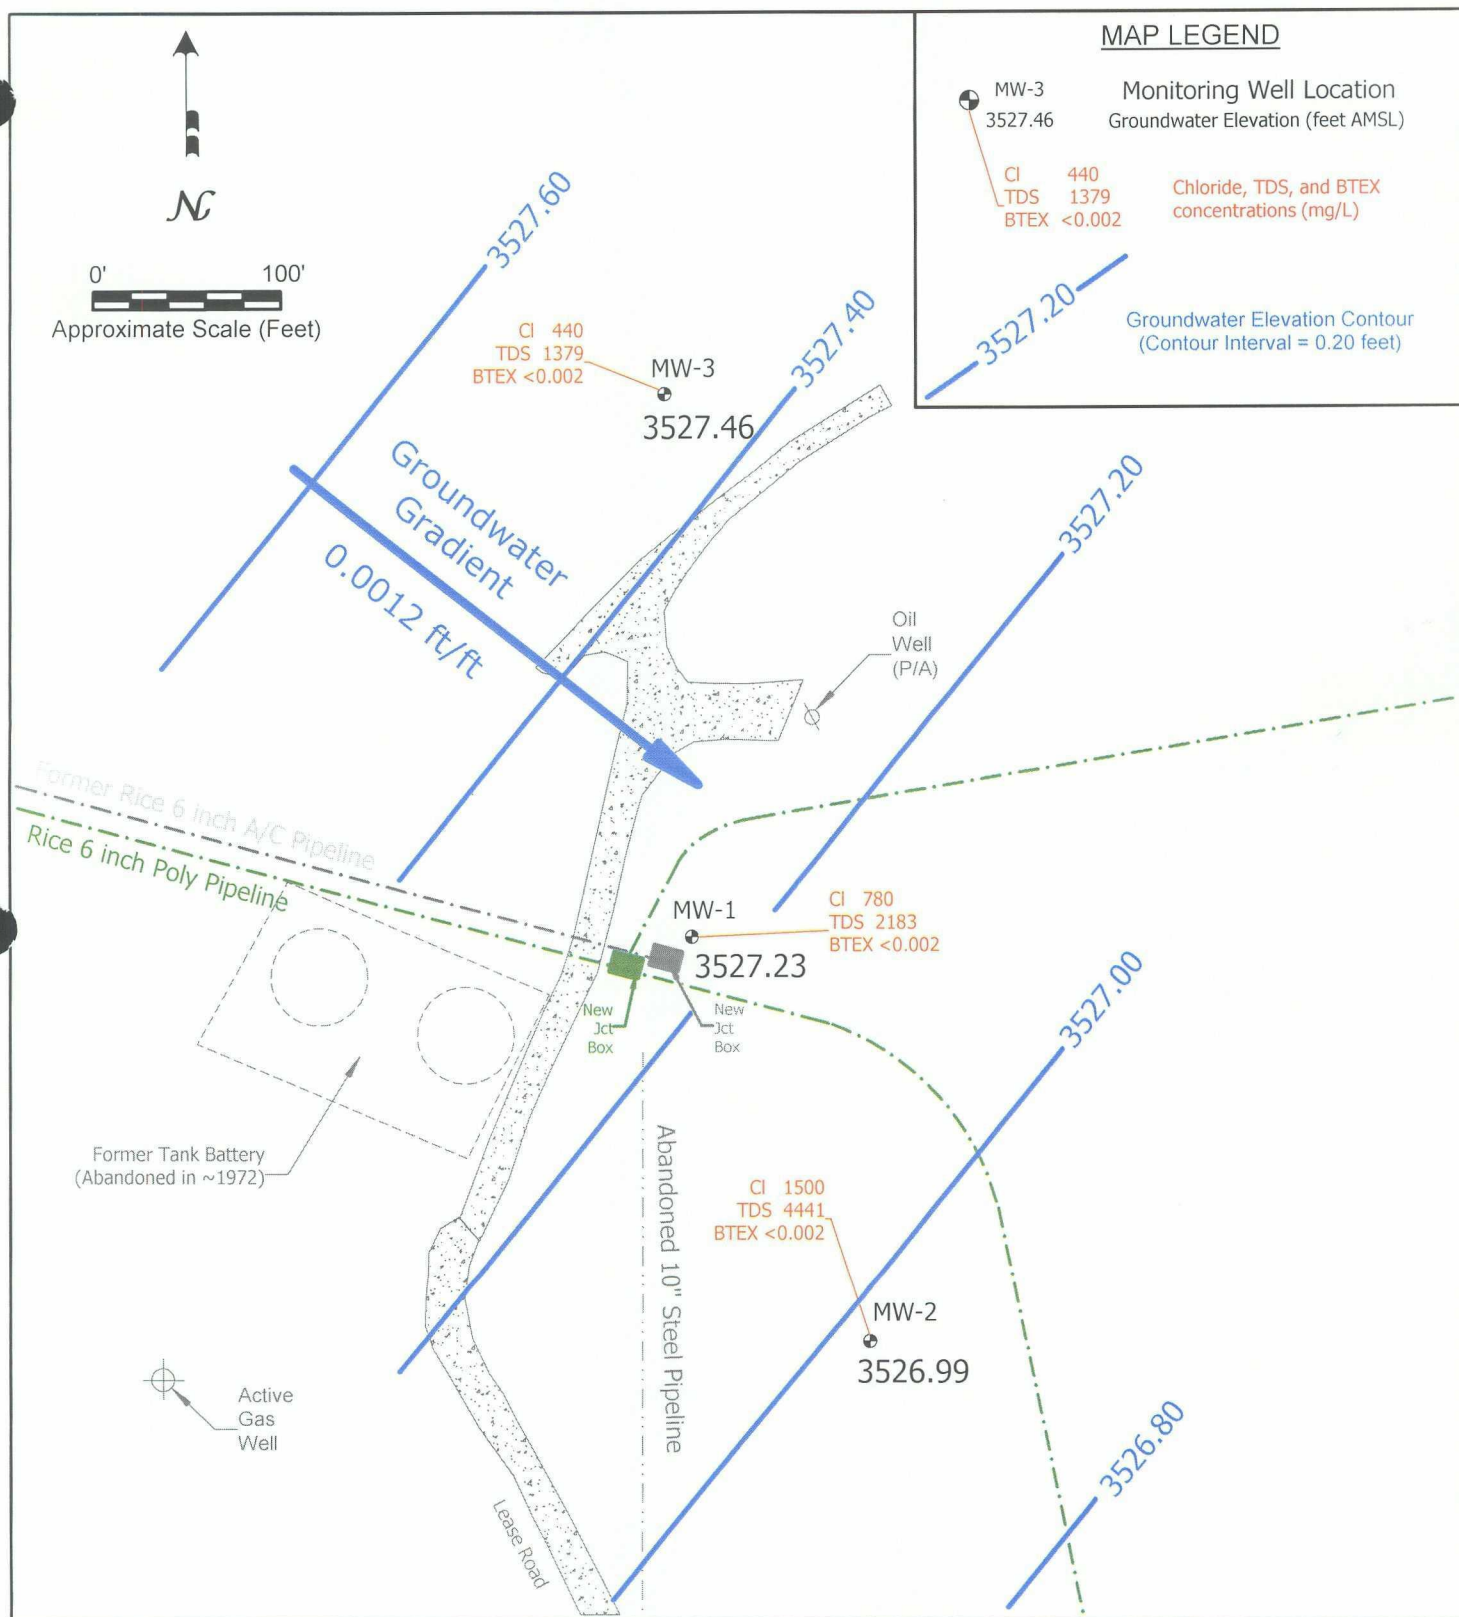 MAP LEGEND
MW-3
3527.46
Monitoring Well Location
Groundwater Elevation (feet AMSL)
Cl 440
TDS 1379
BTEX <0.002
Chloride, TDS, and BTEX
concentrations (mg/L)
3527.20
Groundwater Elevation Contour
(Contour Interval = 0.20 feet)
N
0' 100'
Approximate Scale (Feet)
3527.60
3527.40
3527.20
3527.00
3526.80
Cl 440
TDS 1379
BTEX <0.002
MW-3
3527.46
Groundwater
Gradient
0.0012 ft/ft
Oil
Well
(P/A)
Former Rice 6 inch A/C Pipeline
Rice 6 inch Poly Pipeline
MW-1
3527.23
Cl 780
TDS 2183
BTEX <0.002
New
Jct
Box
New
Jct
Box
Former Tank Battery
(Abandoned in ~1972)
Abandoned 10" Steel Pipeline
Cl 1500
TDS 4441
BTEX <0.002
MW-2
3526.99
Active
Gas
Well
Lease Road